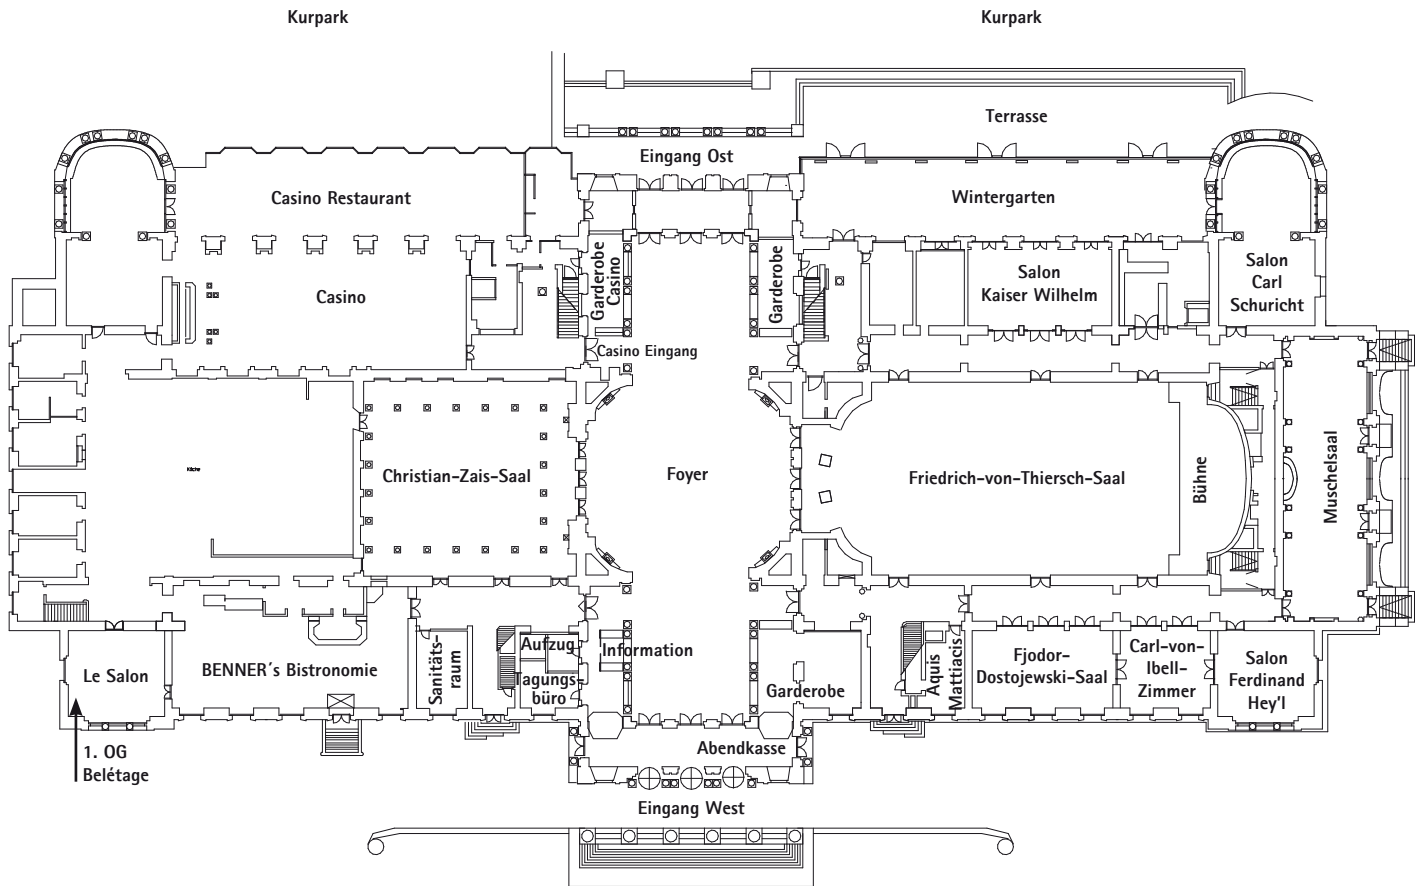 Kurpark
Kurpark
Terrasse
Eingang Ost
Casino Restaurant
Wintergarten
Garderobe
Casino
Garderobe
Casino
Salon
Kaiser Wilhelm
Salon
Carl
Schuricht
Casino Eingang
Küche
Christian-Zais-Saal
Foyer
Friedrich-von-Thiersch-Saal
Bühne
Muschelsaal
Le Salon
BENNER´s Bistronomie
Sanitäts-
raum
Aufzug
Tagungs-
büro
Information
Garderobe
Aquis
Mattiacis
Fjodor-
Dostojewski-Saal
Carl-von-
Ibell-
Zimmer
Salon
Ferdinand
Hey'l
1. OG
Belétage
Abendkasse
Eingang West